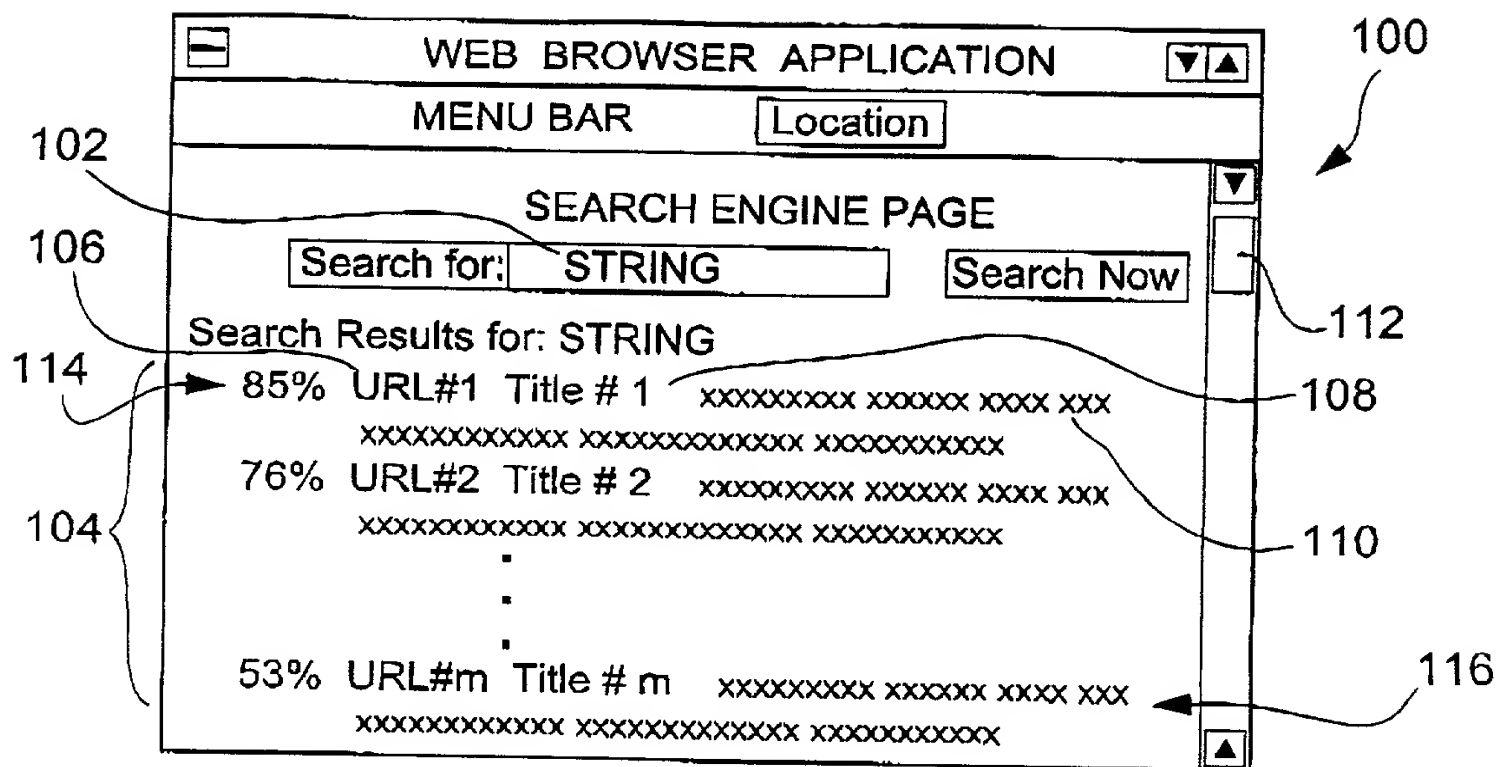 WEB BROWSER APPLICATION
100
MENU BAR Location
102
SEARCH ENGINE PAGE
106
Search for: STRING Search Now
112
Search Results for: STRING
114
85% URL#1 Title # 1 xxxxxxxxx xxxxxx xxxx xxx
108
xxxxxxxxxxxx xxxxxxxxxxxxx xxxxxxxxxxx
76% URL#2 Title # 2 xxxxxxxxx xxxxxx xxxx xxx
104
xxxxxxxxxxxx xxxxxxxxxxxxx xxxxxxxxxxx
110
53% URL#m Title # m xxxxxxxxx xxxxxx xxxx xxx
116
xxxxxxxxxxxx xxxxxxxxxxxxx xxxxxxxxxxx